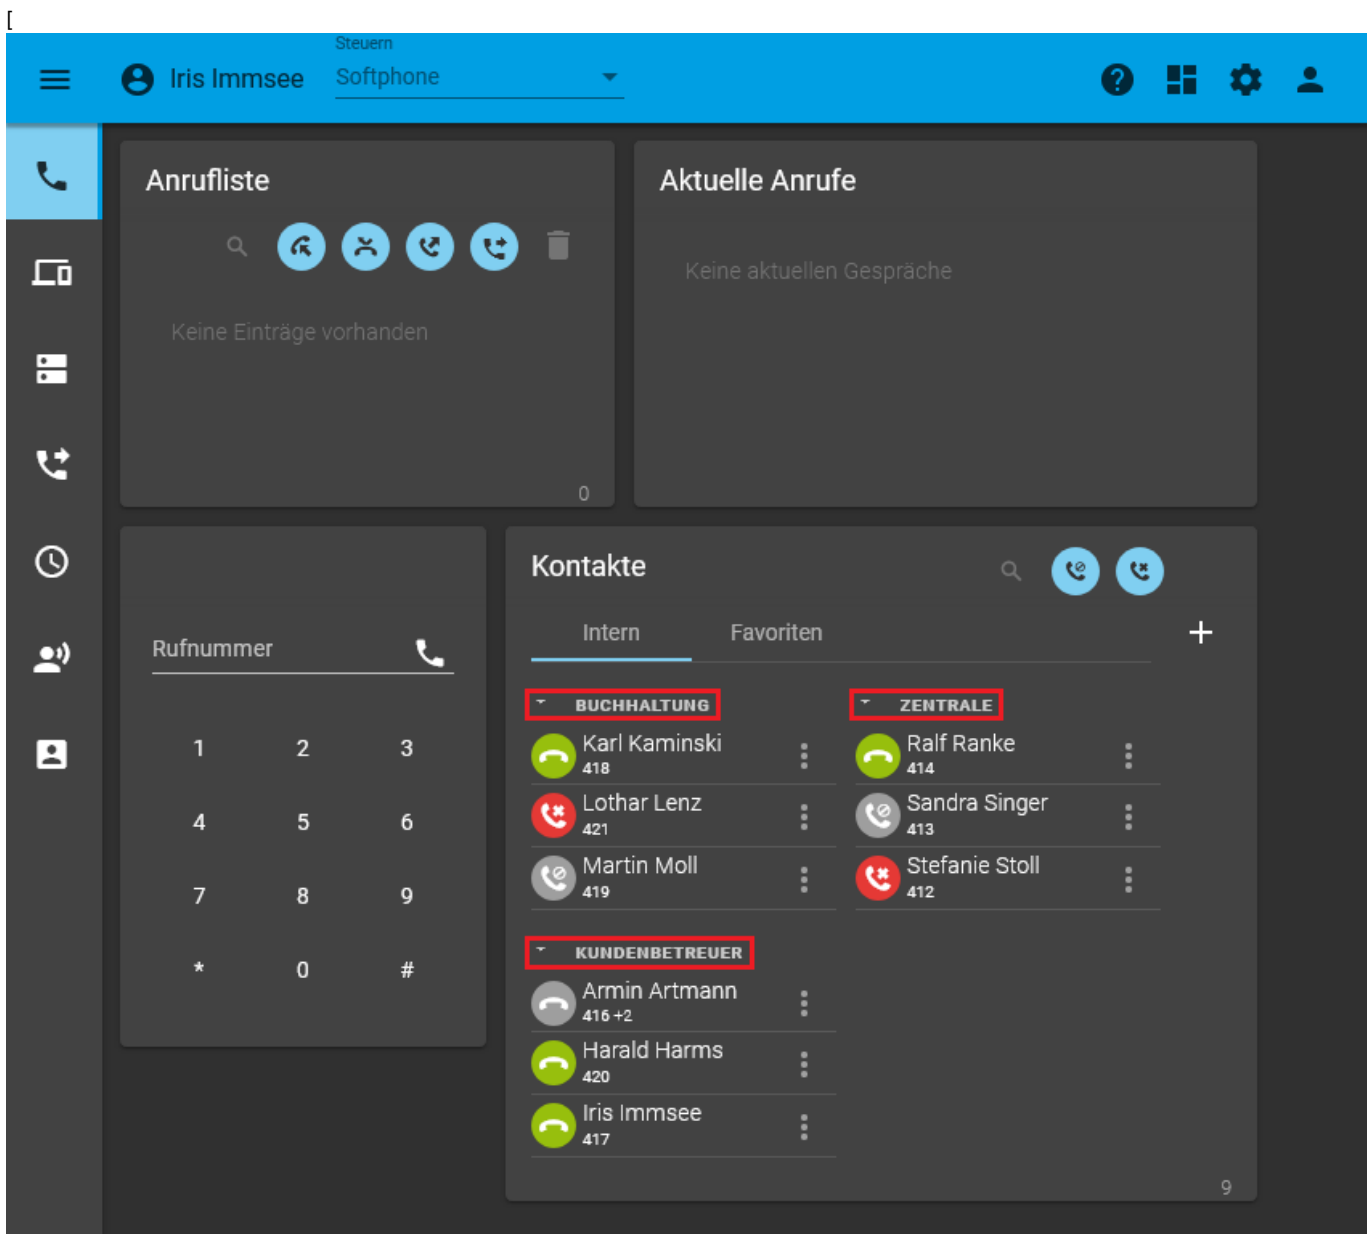 [
Steuern
Iris Immsee Softphone
Anrufliste
Keine Einträge vorhanden
0
Aktuelle Anrufe
Keine aktuellen Gespräche
Rufnummer
1 2 3
4 5 6
7 8 9
* 0 #
Kontakte
Intern Favoriten
BUCHHALTUNG
Karl Kaminski
418
Lothar Lenz
421
Martin Moll
419
ZENTRALE
Ralf Ranke
414
Sandra Singer
413
Stefanie Stoll
412
KUNDENBETREUER
Armin Artmann
416 +2
Harald Harms
420
Iris Immsee
417
9